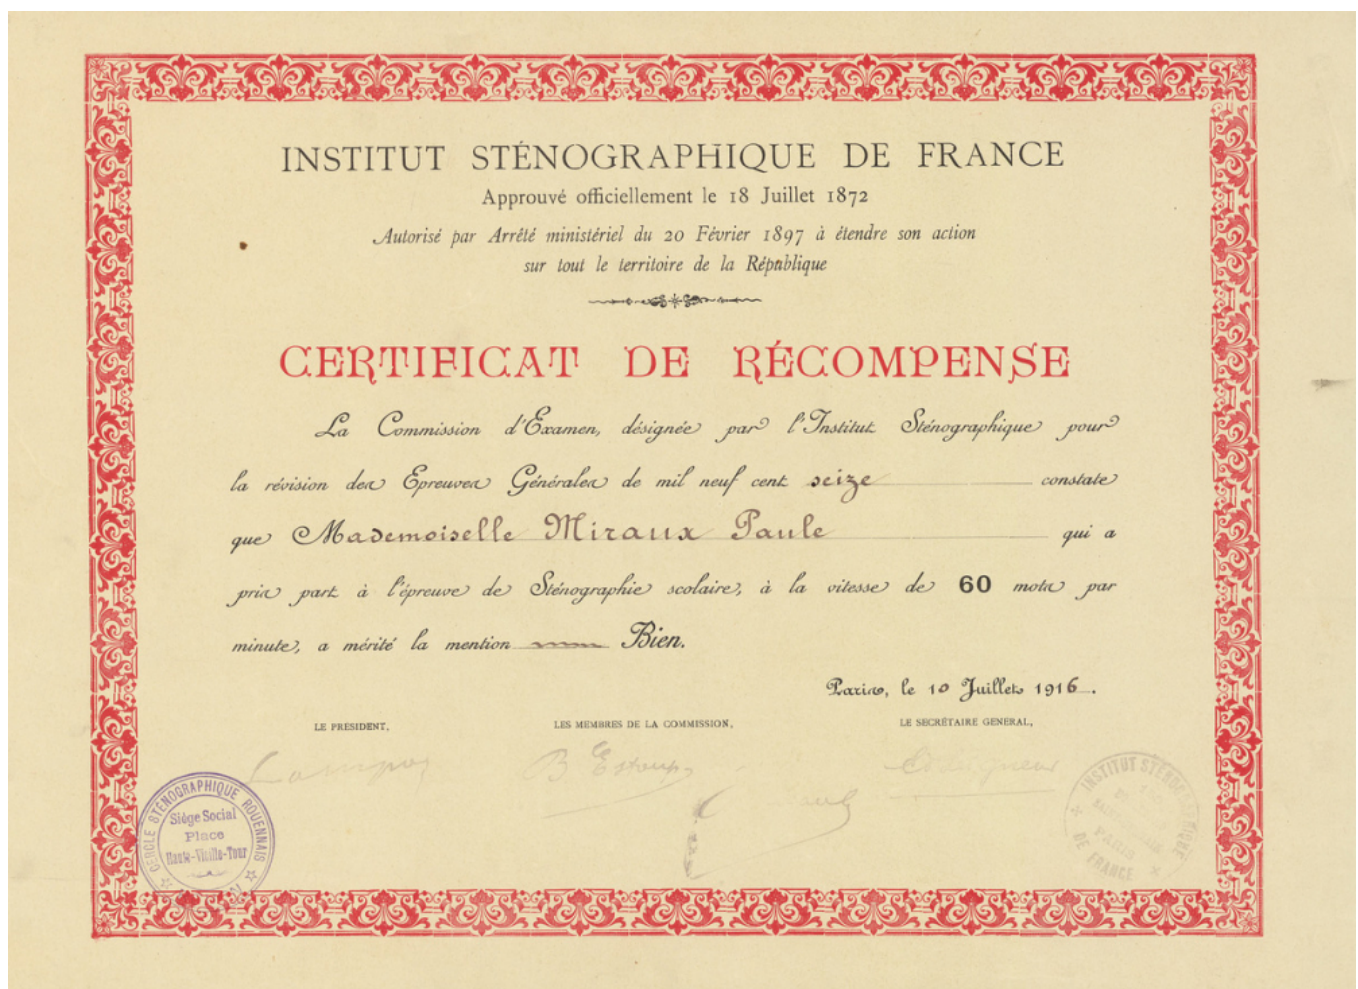 INSTITUT STÉNOGRAPHIQUE DE FRANCE
Approuvé officiellement le 18 Juillet 1872
Autorisé par Arrêté ministériel du 20 Février 1897 à étendre son action
sur tout le territoire de la République
CERTIFICAT DE RÉCOMPENSE
La Commission d'Examen, désignée par l'Institut Sténographique pour
la révision des Epreuves Générales de mil neuf cent seize constate
que Mademoiselle Miraux Paule qui a
pris part à l'épreuve de Sténographie scolaire, à la vitesse de 60 mots par
minute, a mérité la mention Bien.
Paris, le 10 Juillet 1916.
LE PRÉSIDENT,
LES MEMBRES DE LA COMMISSION,
LE SECRÉTAIRE GÉNÉRAL,
B Estoup
CERCLE STÉNOGRAPHIQUE ROUENNAIS
Siège Social
Place
Haute-Vieille-Tour
INSTITUT STÉNOGRAPHIQUE
DE FRANCE
PARIS